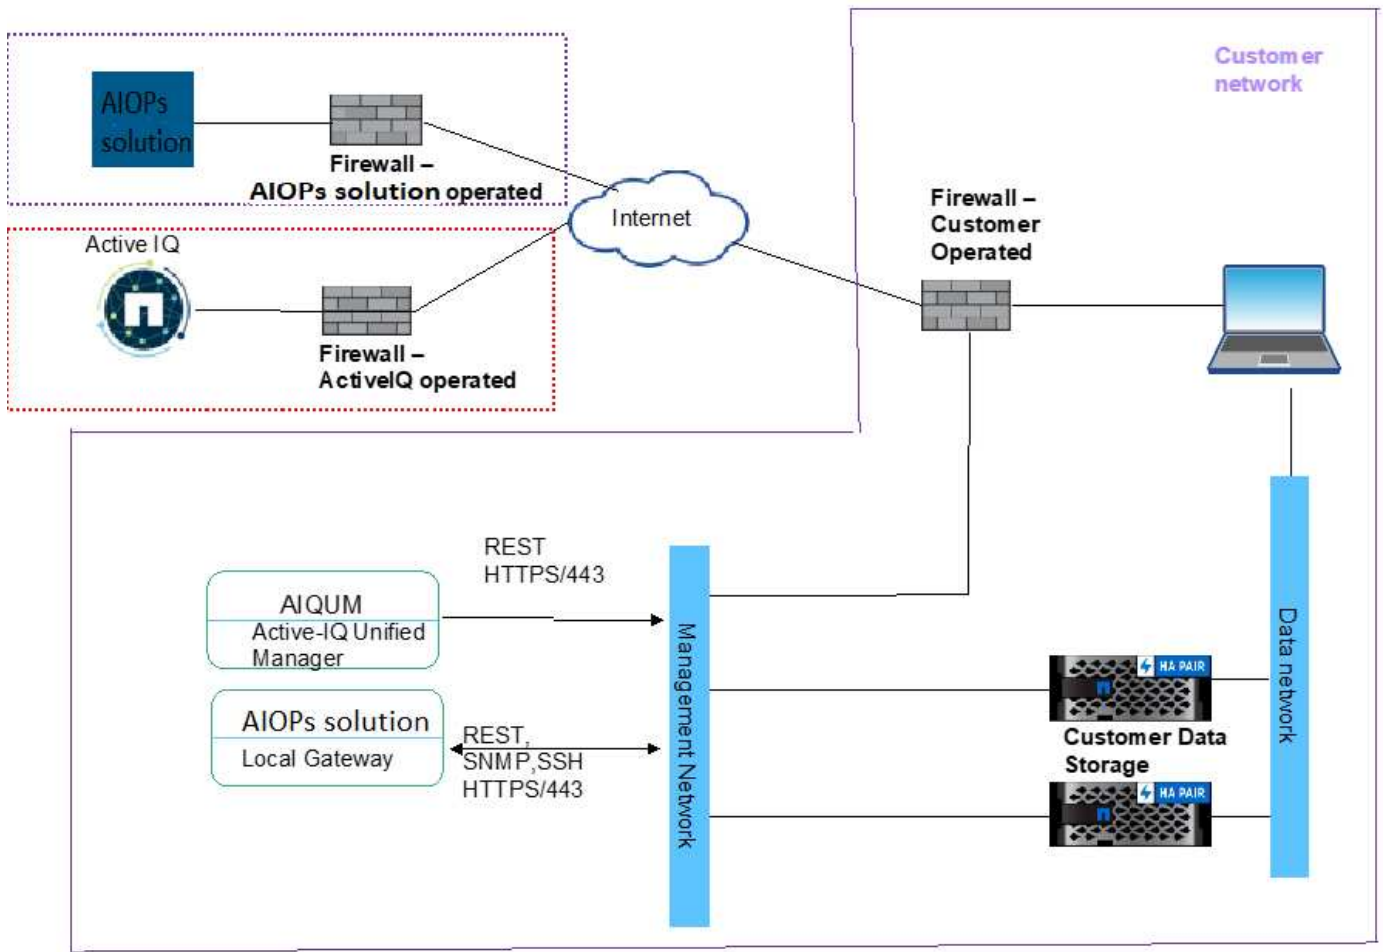 Customer
network
AIOPs
solution
Firewall –
AIOPs solution operated
Internet
Firewall –
Customer
Operated
Active IQ
Firewall –
ActiveIQ operated
REST
HTTPS/443
AIQUM
Active-IQ Unified
Manager
AIOPs solution
Local Gateway
REST,
SNMP,SSH
HTTPS/443
Management Network
HA PAIR
Customer Data
Storage
HA PAIR
Data network